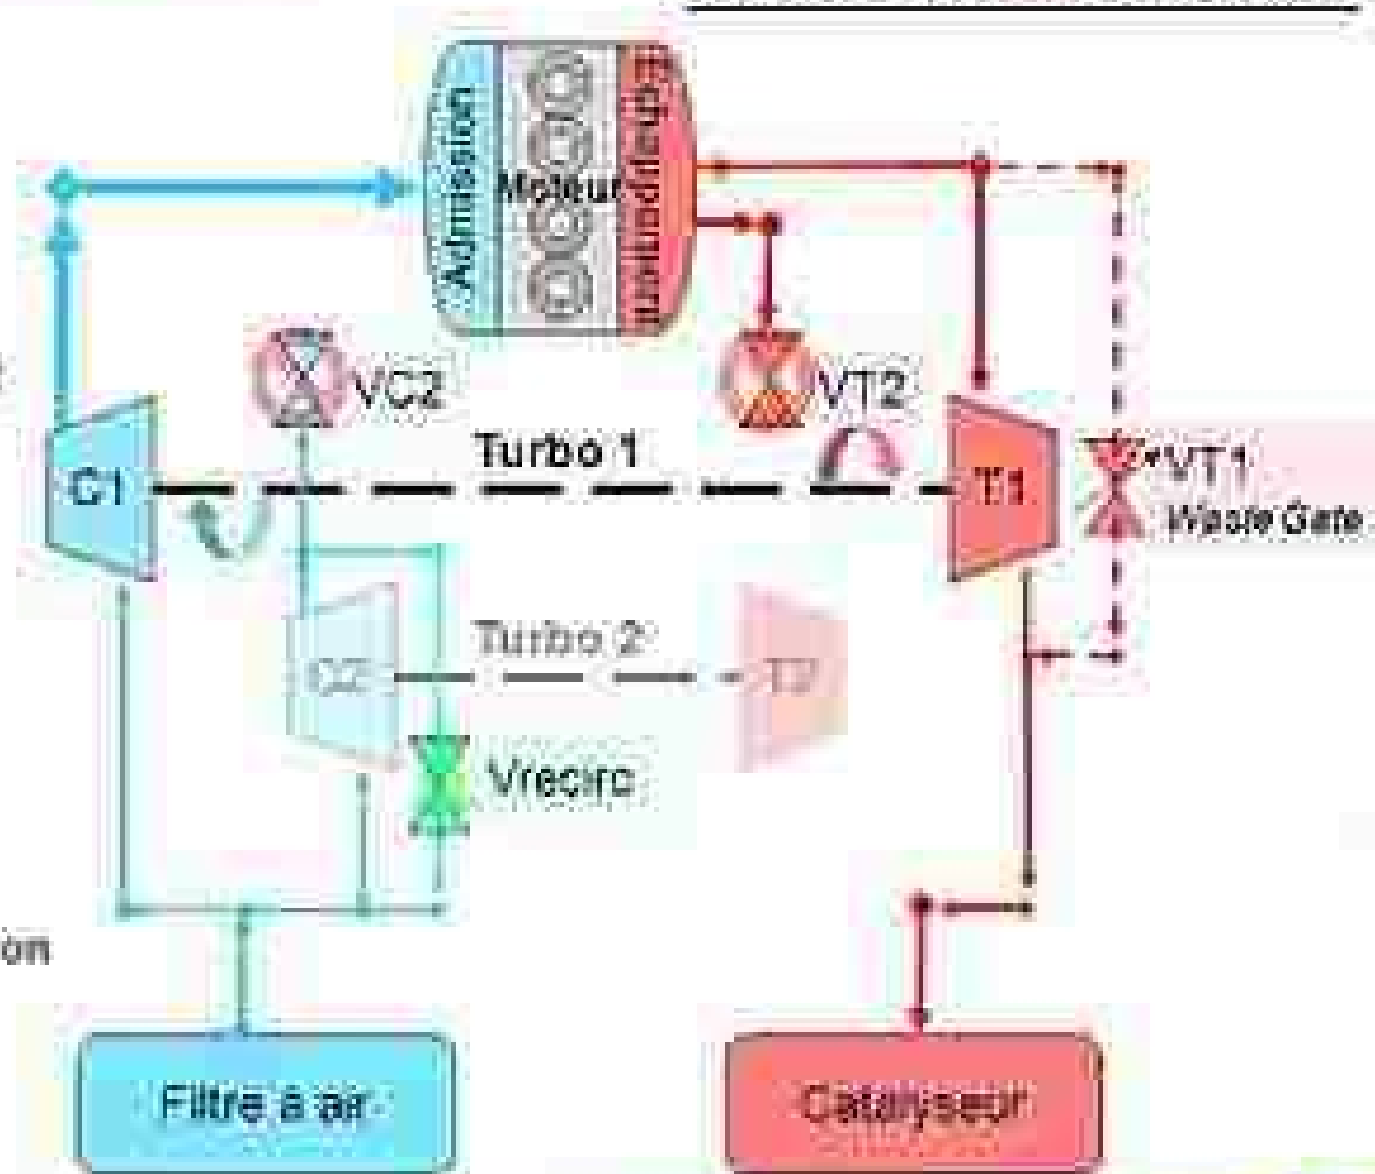 Admission
Moteur
Echappement
VC2
VT2
Turbo 1
C1
T1
VT1
Waste Gate
Turbo 2
C2
T2
Vrecirc
on
Filtre à air
Catalyseur